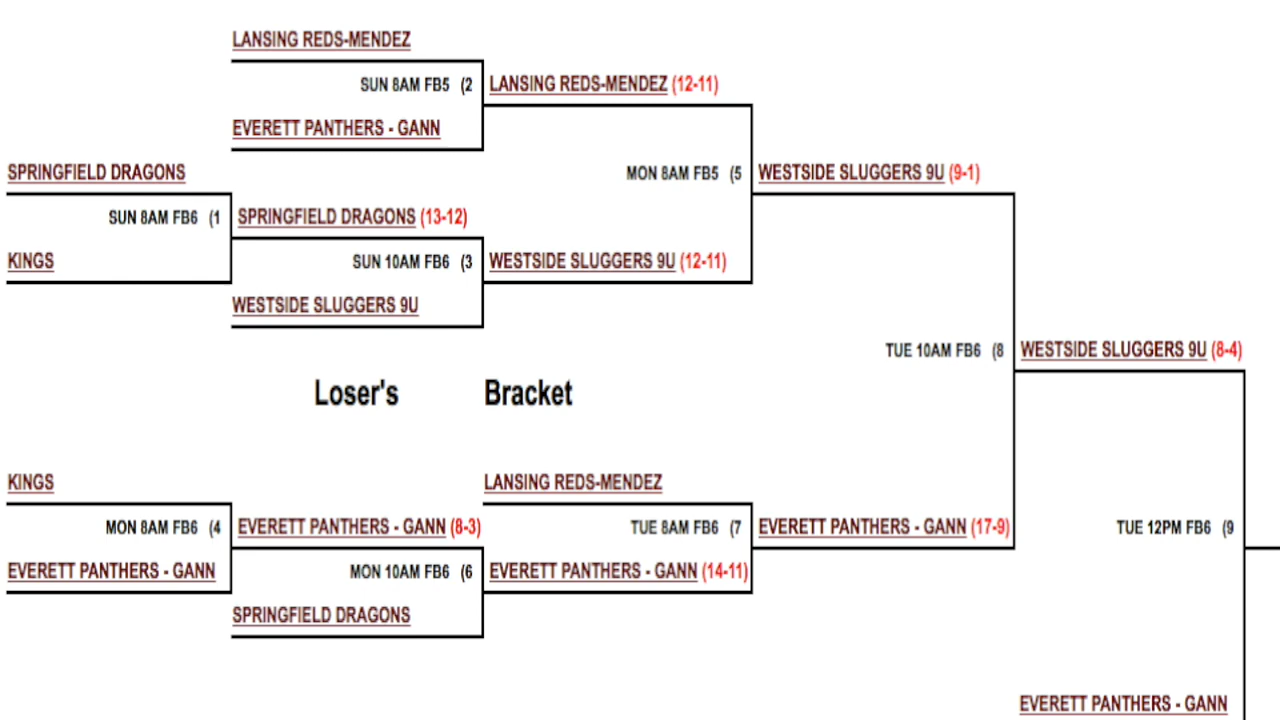 LANSING REDS-MENDEZ
SUN 8AM FB5 (2
LANSING REDS-MENDEZ (12-11)
EVERETT PANTHERS - GANN
SPRINGFIELD DRAGONS
MON 8AM FB5 (5
WESTSIDE SLUGGERS 9U (9-1)
SUN 8AM FB6 (1
SPRINGFIELD DRAGONS (13-12)
KINGS
SUN 10AM FB6 (3
WESTSIDE SLUGGERS 9U (12-11)
WESTSIDE SLUGGERS 9U
TUE 10AM FB6 (8
WESTSIDE SLUGGERS 9U (8-4)
Loser's Bracket
KINGS
LANSING REDS-MENDEZ
MON 8AM FB6 (4
EVERETT PANTHERS - GANN (8-3)
TUE 8AM FB6 (7
EVERETT PANTHERS - GANN (17-9)
TUE 12PM FB6 (9
EVERETT PANTHERS - GANN
MON 10AM FB6 (6
EVERETT PANTHERS - GANN (14-11)
SPRINGFIELD DRAGONS
EVERETT PANTHERS - GANN